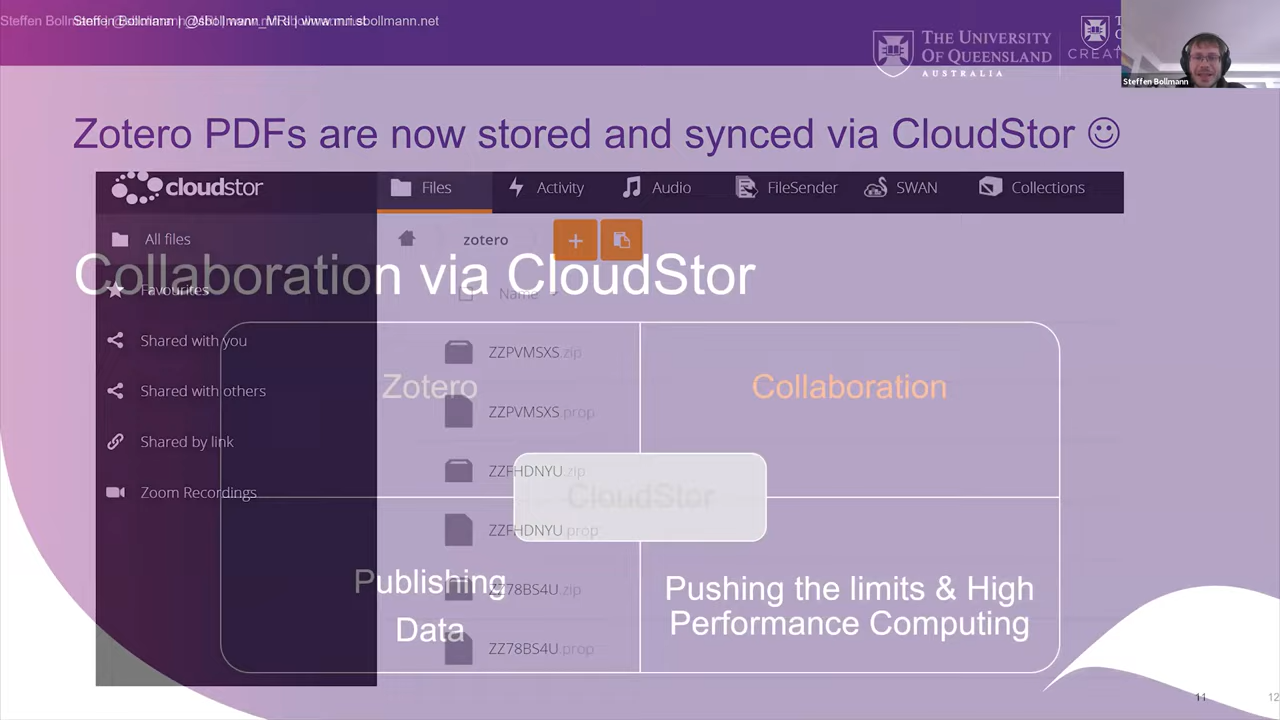 Steffen Bollmann | @sbollmann_MRI | www.mri.sbollmann.net
THE UNIVERSITY
OF QUEENSLAND
AUSTRALIA
Steffen Bollmann
Zotero PDFs are now stored and synced via CloudStor ☺
cloudstor
Files
Activity
Audio
FileSender
SWAN
Collections
All files
zotero
Collaboration via CloudStor
Favourites
Name
Shared with you
ZZPVMSXS.zip
Zotero
Collaboration
Shared with others
ZZPVMSXS.prop
Shared by link
ZZFHDNYU.zip
CloudStor
Zoom Recordings
ZZFHDNYU.prop
Publishing
Data
ZZ78BS4U.zip
Pushing the limits & High
Performance Computing
ZZ78BS4U.prop
11
12